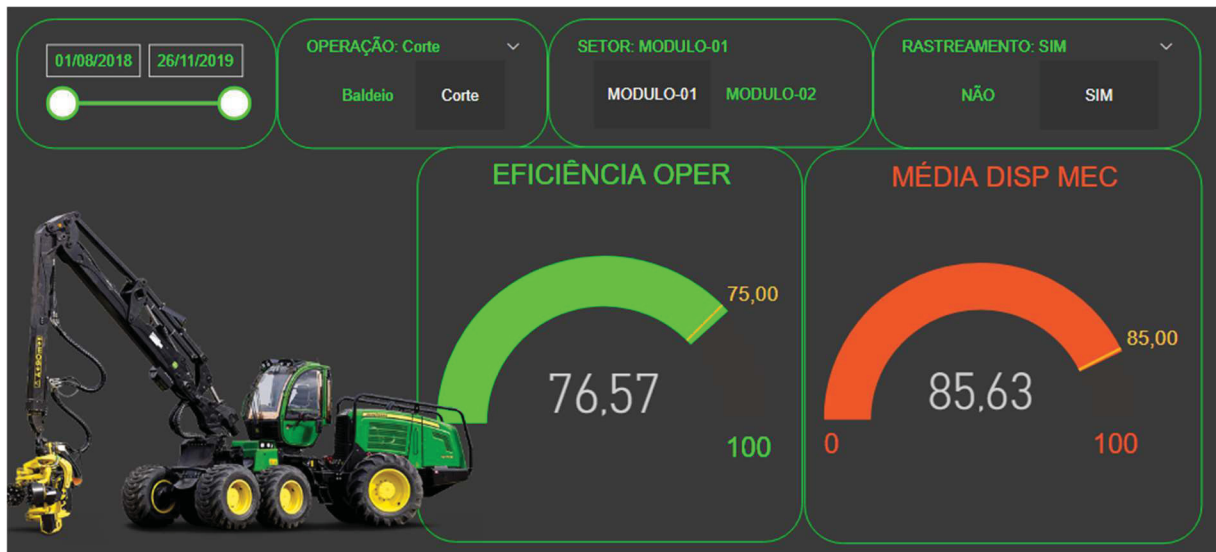 01/08/2018 26/11/2019
OPERAÇÃO: Corte
Baldeio Corte
SETOR: MODULO-01
MODULO-01 MODULO-02
RASTREAMENTO: SIM
NÃO SIM
EFICIÊNCIA OPER
75,00
76,57
100
MÉDIA DISP MEC
85,00
85,63
0 100